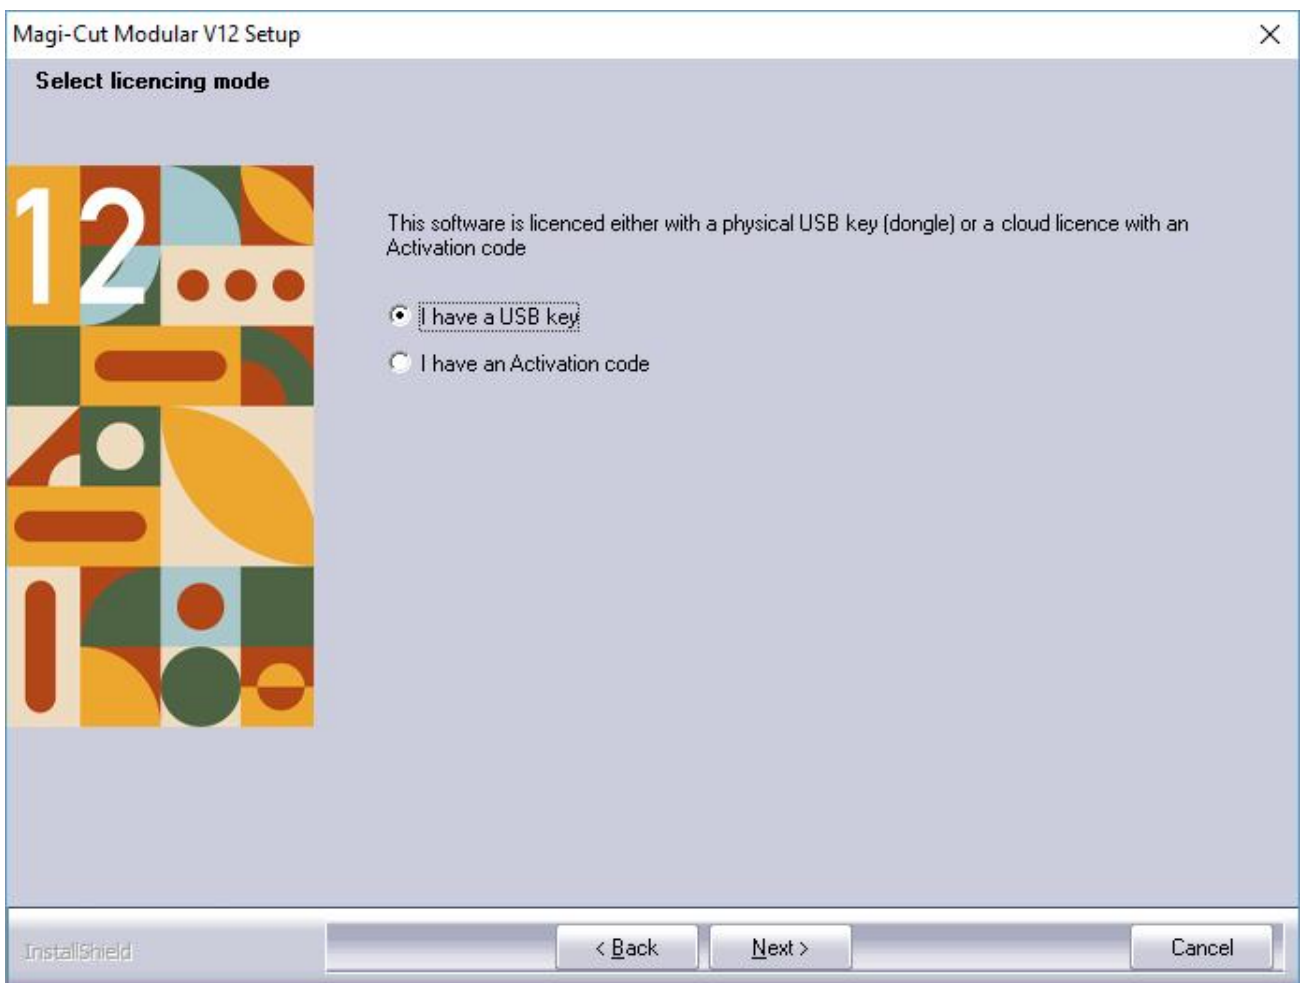 Magi-Cut Modular V12 Setup
Select licencing mode
12
This software is licenced either with a physical USB key (dongle) or a cloud licence with an
Activation code
I have a USB key
I have an Activation code
InstallShield
< Back
Next >
Cancel